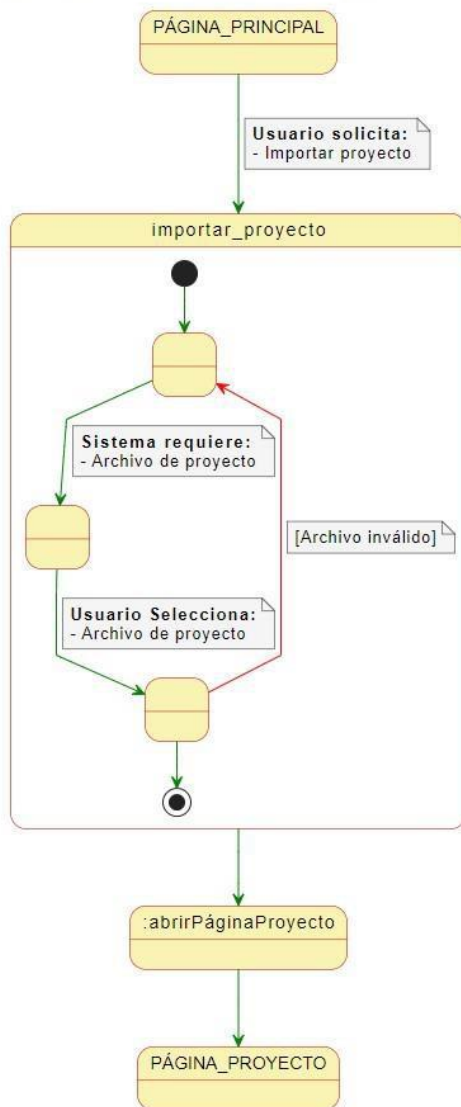 PÁGINA_PRINCIPAL
Usuario solicita:
- Importar proyecto
importar_proyecto
Sistema requiere:
- Archivo de proyecto
[Archivo inválido]
Usuario Selecciona:
- Archivo de proyecto
:abrirPáginaProyecto
PÁGINA_PROYECTO